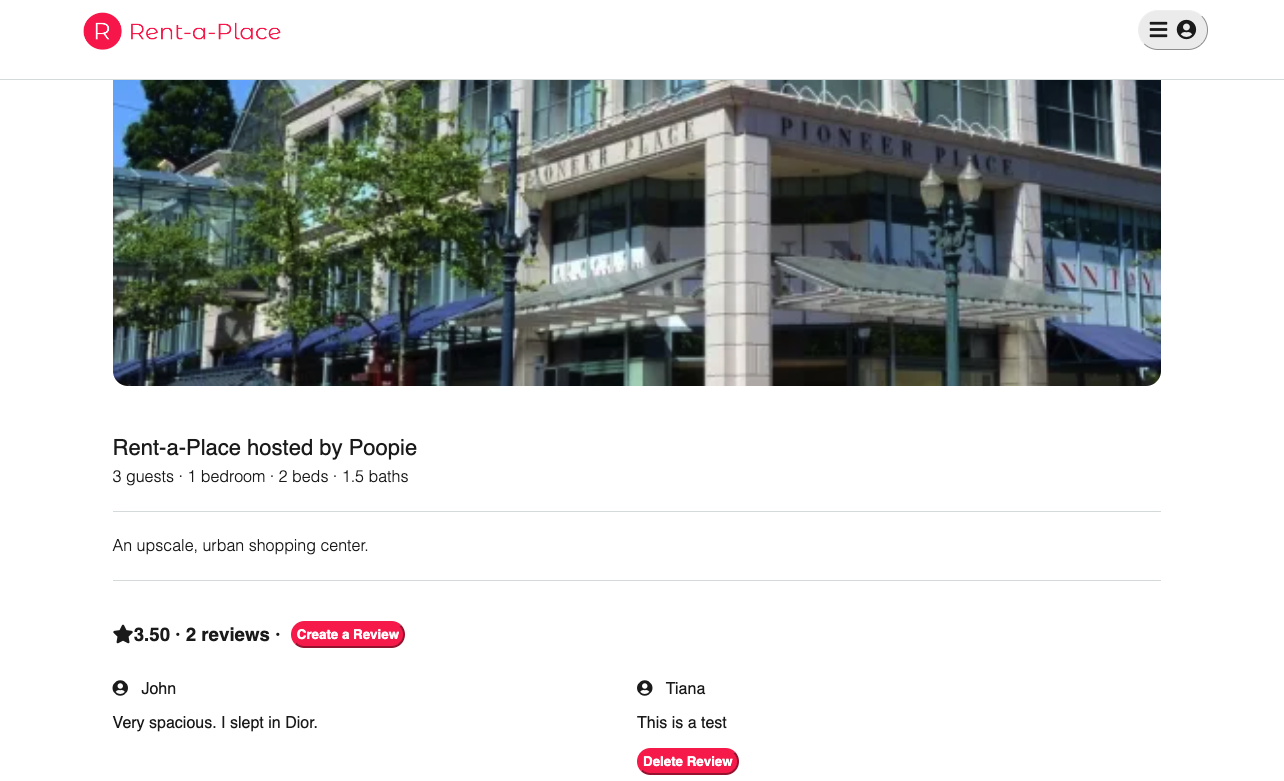 R Rent-a-Place
PIONEER PLACE
PIONEER PLACE
Rent-a-Place hosted by Poopie
3 guests · 1 bedroom · 2 beds · 1.5 baths
An upscale, urban shopping center.
3.50 · 2 reviews · Create a Review
John
Very spacious. I slept in Dior.
Tiana
This is a test
Delete Review